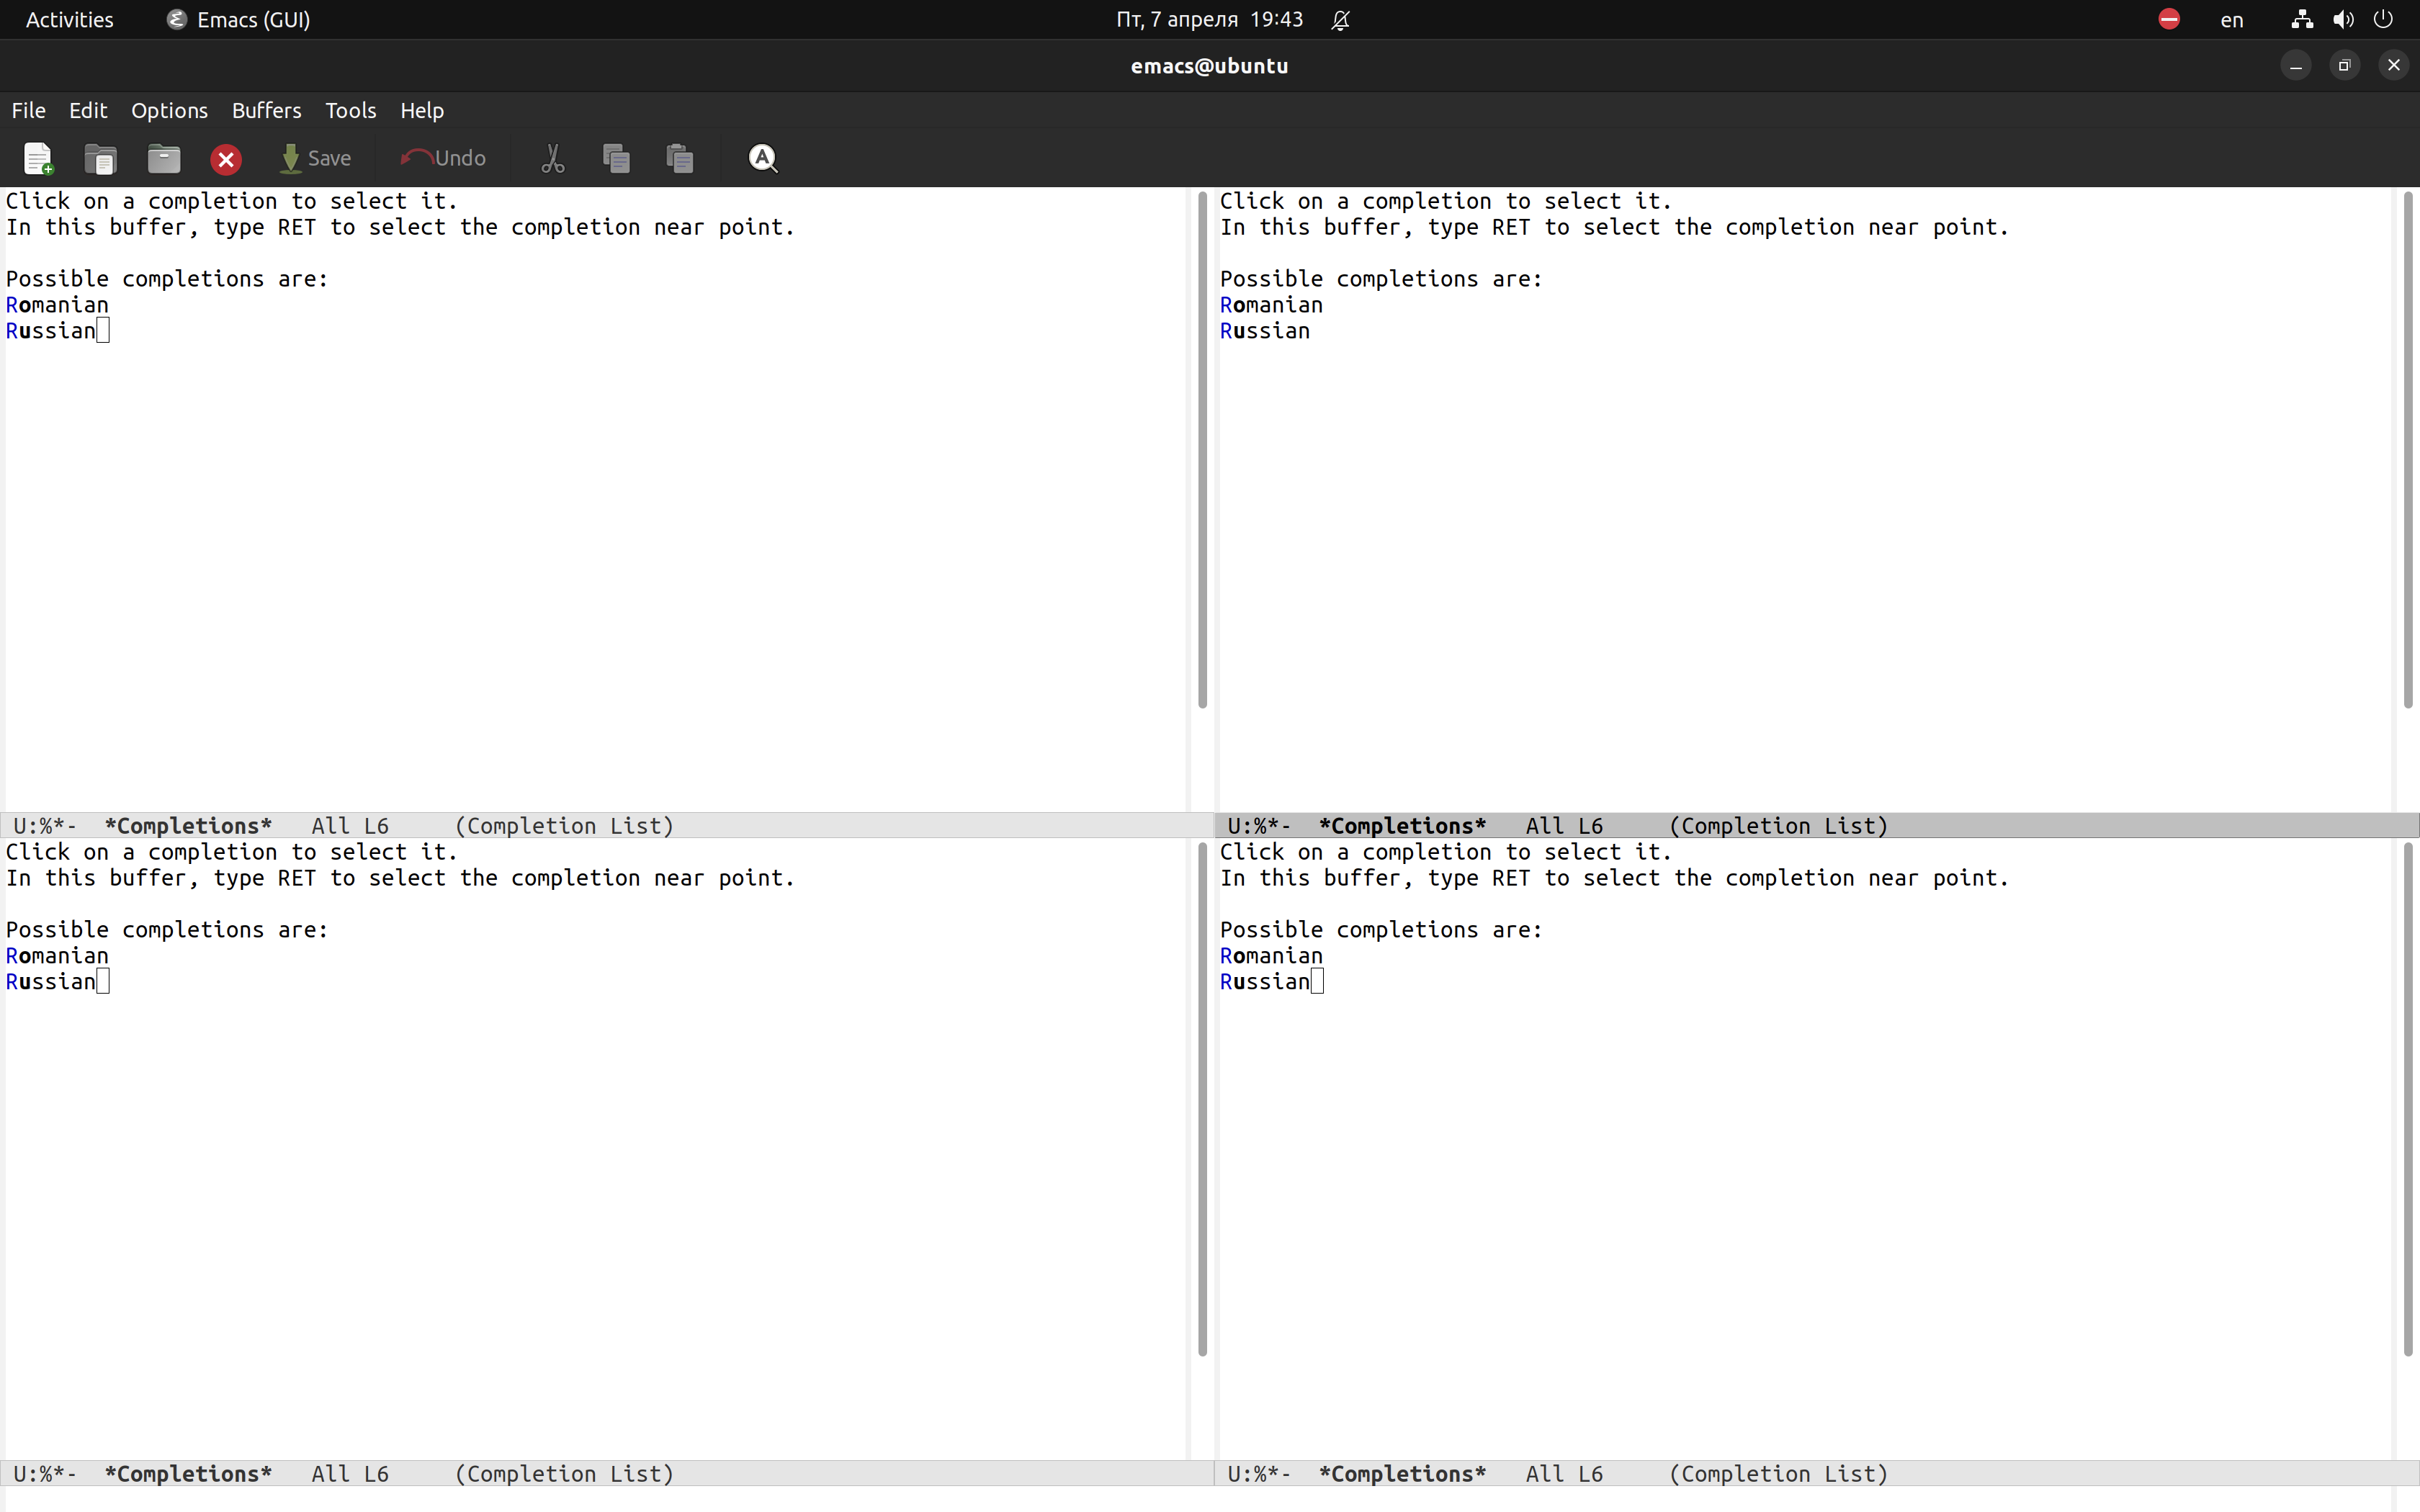 Activities Emacs (GUI) Пт, 7 апреля 19:43 en
emacs@ubuntu
File Edit Options Buffers Tools Help
Save Undo
Click on a completion to select it.
In this buffer, type RET to select the completion near point.
Possible completions are:
Romanian
Russian
U:%*- *Completions* All L6 (Completion List)
Click on a completion to select it.
In this buffer, type RET to select the completion near point.
Possible completions are:
Romanian
Russian
U:%*- *Completions* All L6 (Completion List)
Click on a completion to select it.
In this buffer, type RET to select the completion near point.
Possible completions are:
Romanian
Russian
U:%*- *Completions* All L6 (Completion List)
Click on a completion to select it.
In this buffer, type RET to select the completion near point.
Possible completions are:
Romanian
Russian
U:%*- *Completions* All L6 (Completion List)